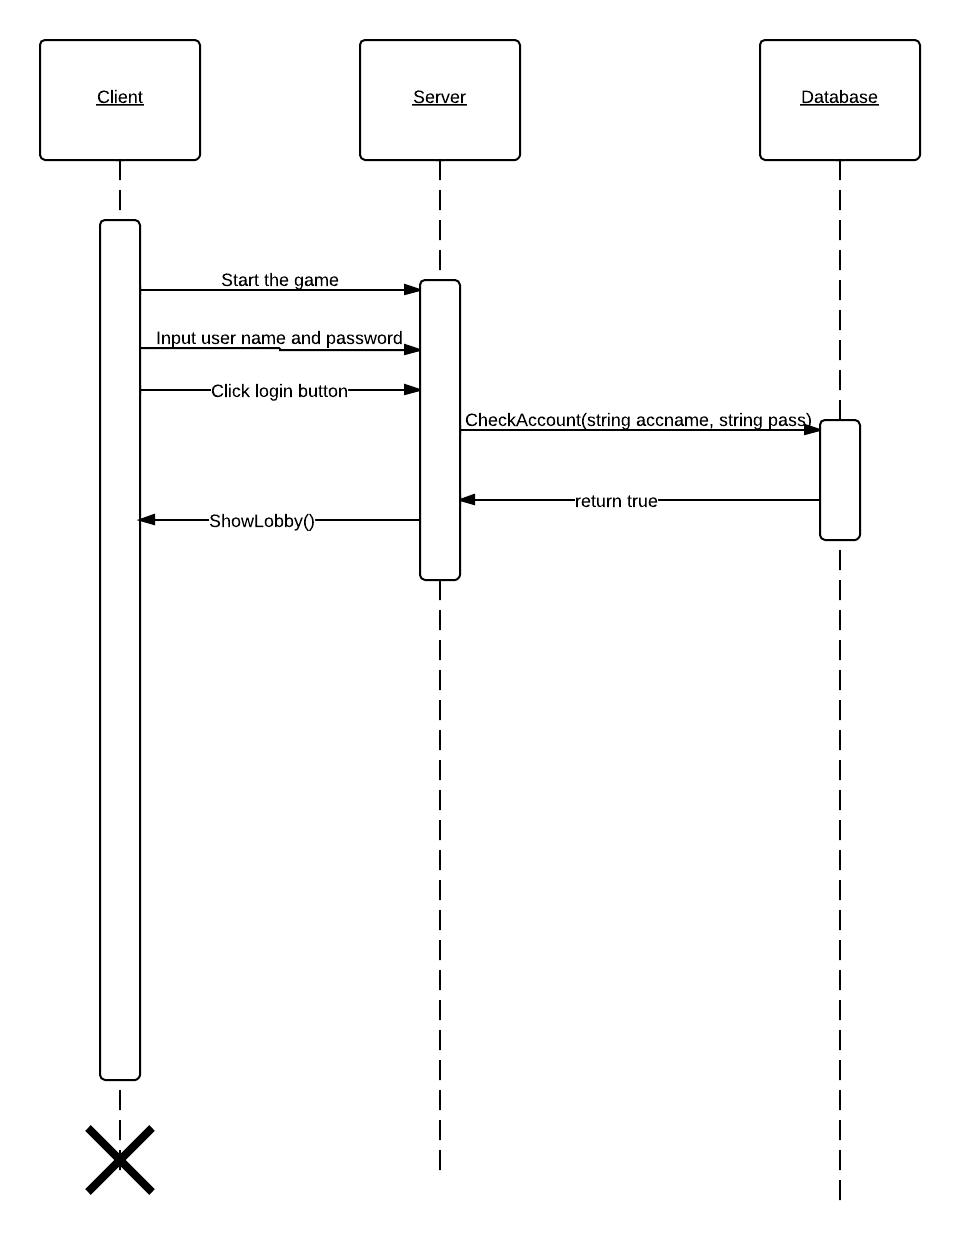 Client
Server
Database
Start the game
Input user name and password
Click login button
CheckAccount(string accname, string pass)
return true
ShowLobby()